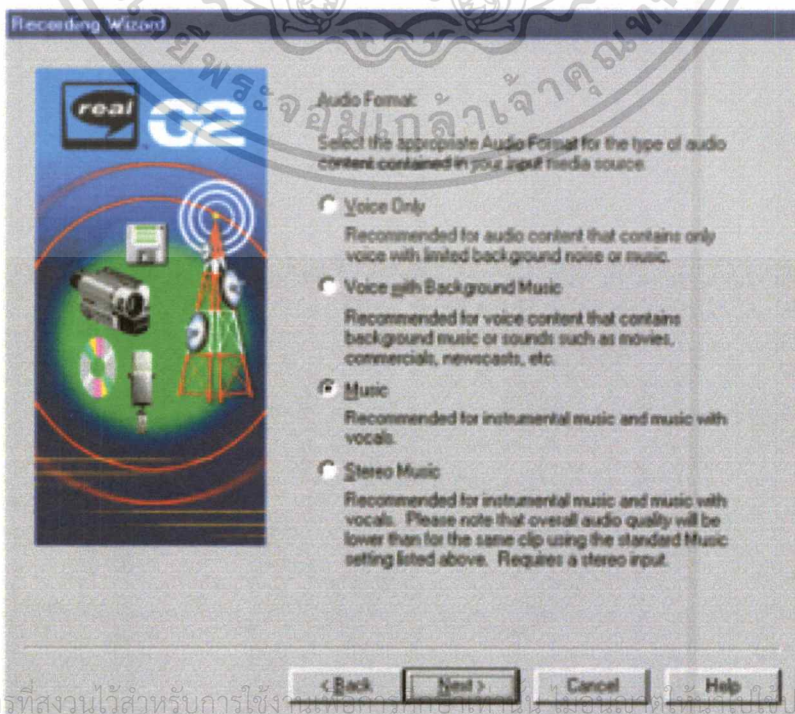 Recording Wizard
real G2
Audio Format:
Select the appropriate Audio Format for the type of audio
content contained in your input media source.
Voice Only
Recommended for audio content that contains only
voice with limited background noise or music.
Voice with Background Music
Recommended for voice content that contains
background music or sounds such as movies,
commercials, newscasts, etc.
Music
Recommended for instrumental music and music with
vocals.
Stereo Music
Recommended for instrumental music and music with
vocals. Please note that overall audio quality will be
lower than for the same clip using the standard Music
setting listed above. Requires a stereo input.
< Back
Next >
Cancel
Help